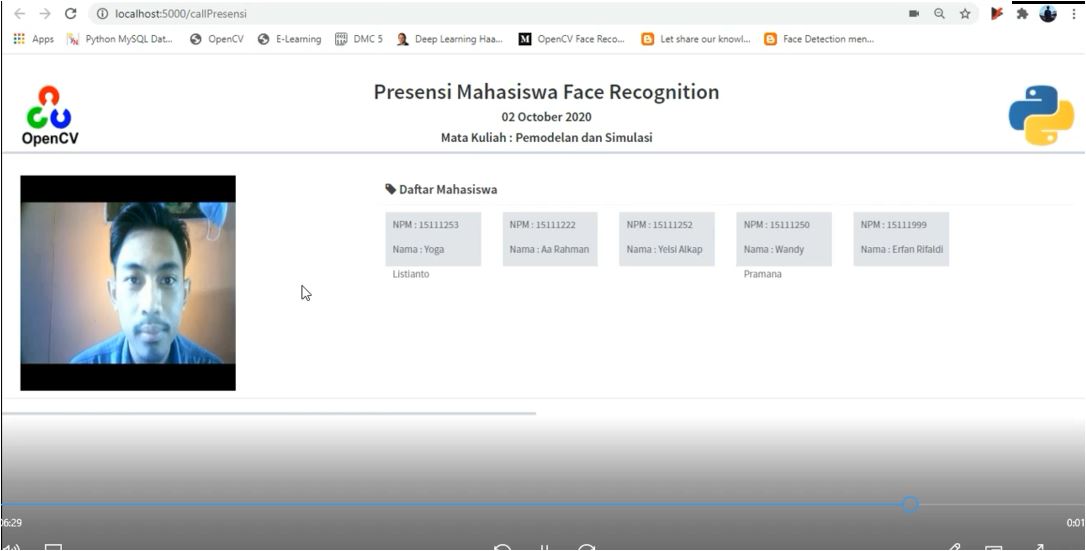 localhost:5000/callPresensi
Apps Python MySQL Dat... OpenCV E-Learning DMC 5 Deep Learning Haa... M OpenCV Face Reco... Let share our knowl... Face Detection men...
OpenCV
Presensi Mahasiswa Face Recognition
02 October 2020
Mata Kuliah : Pemodelan dan Simulasi
Daftar Mahasiswa
NPM : 15111253
Nama : Yoga
Listianto
NPM : 15111222
Nama : Aa Rahman
NPM : 15111252
Nama : Yelsi Alkap
NPM : 15111250
Nama : Wandy
Pramana
NPM : 15111999
Nama : Erfan Rifaldi
06:29
0:01